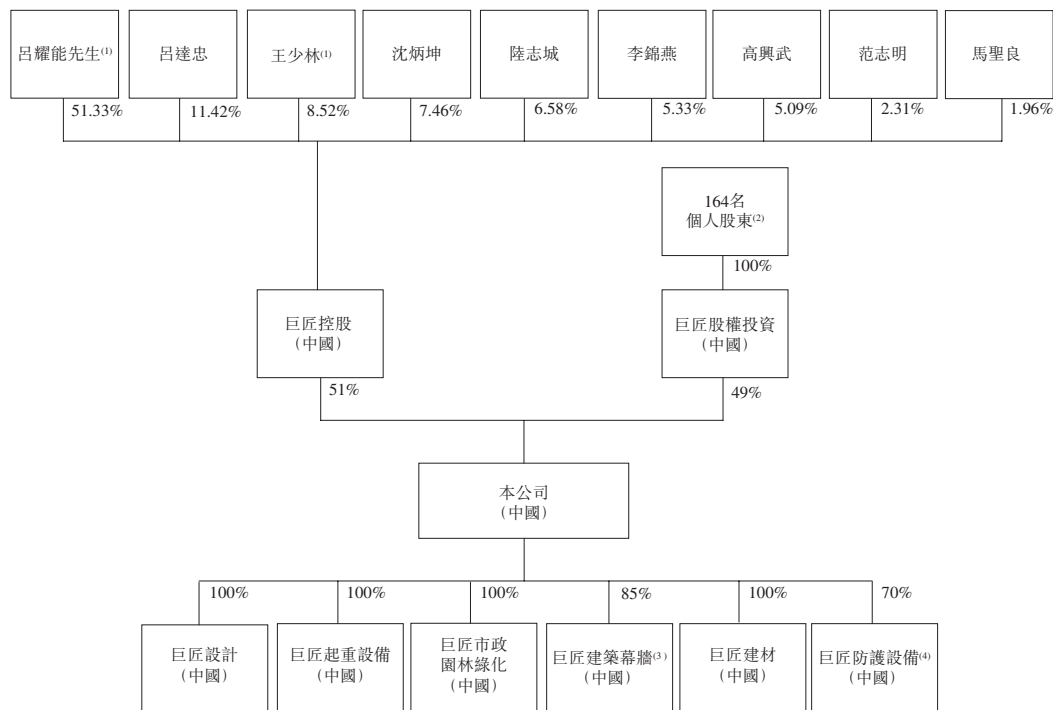 呂耀能先生(1)
呂達忠
王少林(1)
沈炳坤
陸志城
李錦燕
高興武
范志明
馬聖良
51.33%
11.42%
8.52%
7.46%
6.58%
5.33%
5.09%
2.31%
1.96%
164名
個人股東(2)
100%
巨匠控股
(中國)
巨匠股權投資
(中國)
51%
49%
本公司
(中國)
100%
100%
100%
85%
100%
70%
巨匠設計
(中國)
巨匠起重設備
(中國)
巨匠市政
園林綠化
(中國)
巨匠建築幕牆(3)
(中國)
巨匠建材
(中國)
巨匠防護設備(4)
(中國)